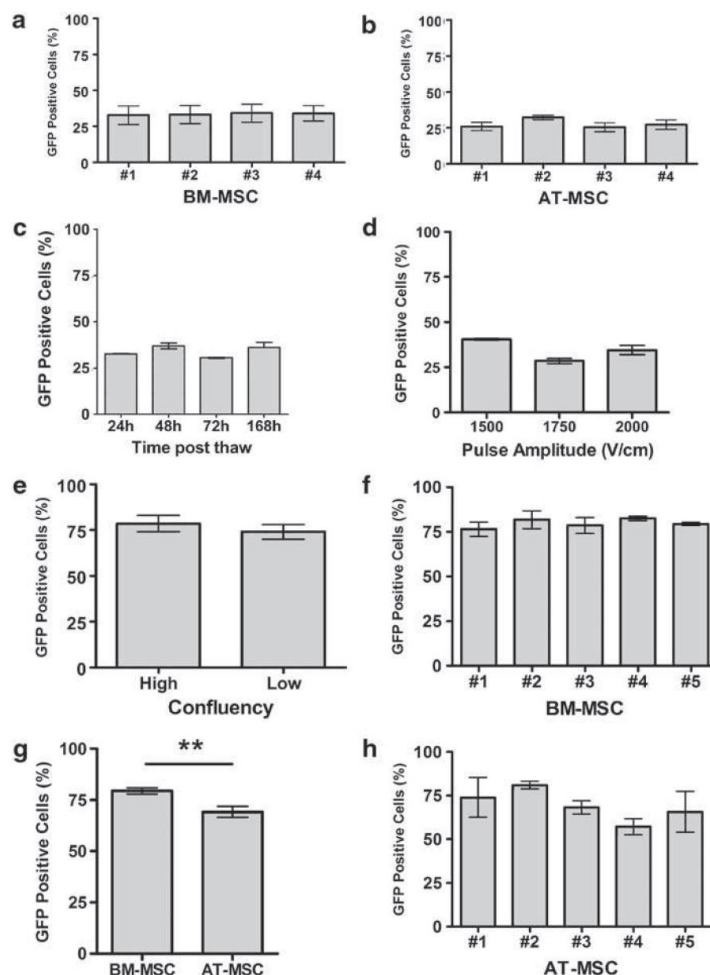 a
GFP Positive Cells (%)
100
75
50
25
0
#1 #2 #3 #4
BM-MSC
b
GFP Positive Cells (%)
100
75
50
25
0
#1 #2 #3 #4
AT-MSC
c
GFP Positive Cells (%)
100
75
50
25
0
24h 48h 72h 168h
Time post thaw
d
GFP Positive Cells (%)
100
75
50
25
0
1500 1750 2000
Pulse Amplitude (V/cm)
e
GFP Positive Cells (%)
100
75
50
25
0
High Low
Confluency
f
GFP Positive Cells (%)
100
75
50
25
0
#1 #2 #3 #4 #5
BM-MSC
g
GFP Positive Cells (%)
100
75
50
25
0
**
BM-MSC AT-MSC
h
GFP Positive Cells (%)
100
75
50
25
0
#1 #2 #3 #4 #5
AT-MSC